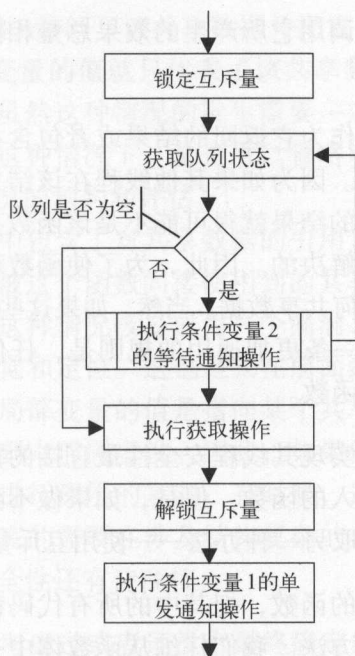 锁定互斥量
获取队列状态
队列是否为空
否
是
执行条件变量2
的等待通知操作
执行获取操作
解锁互斥量
执行条件变量1的单
发通知操作